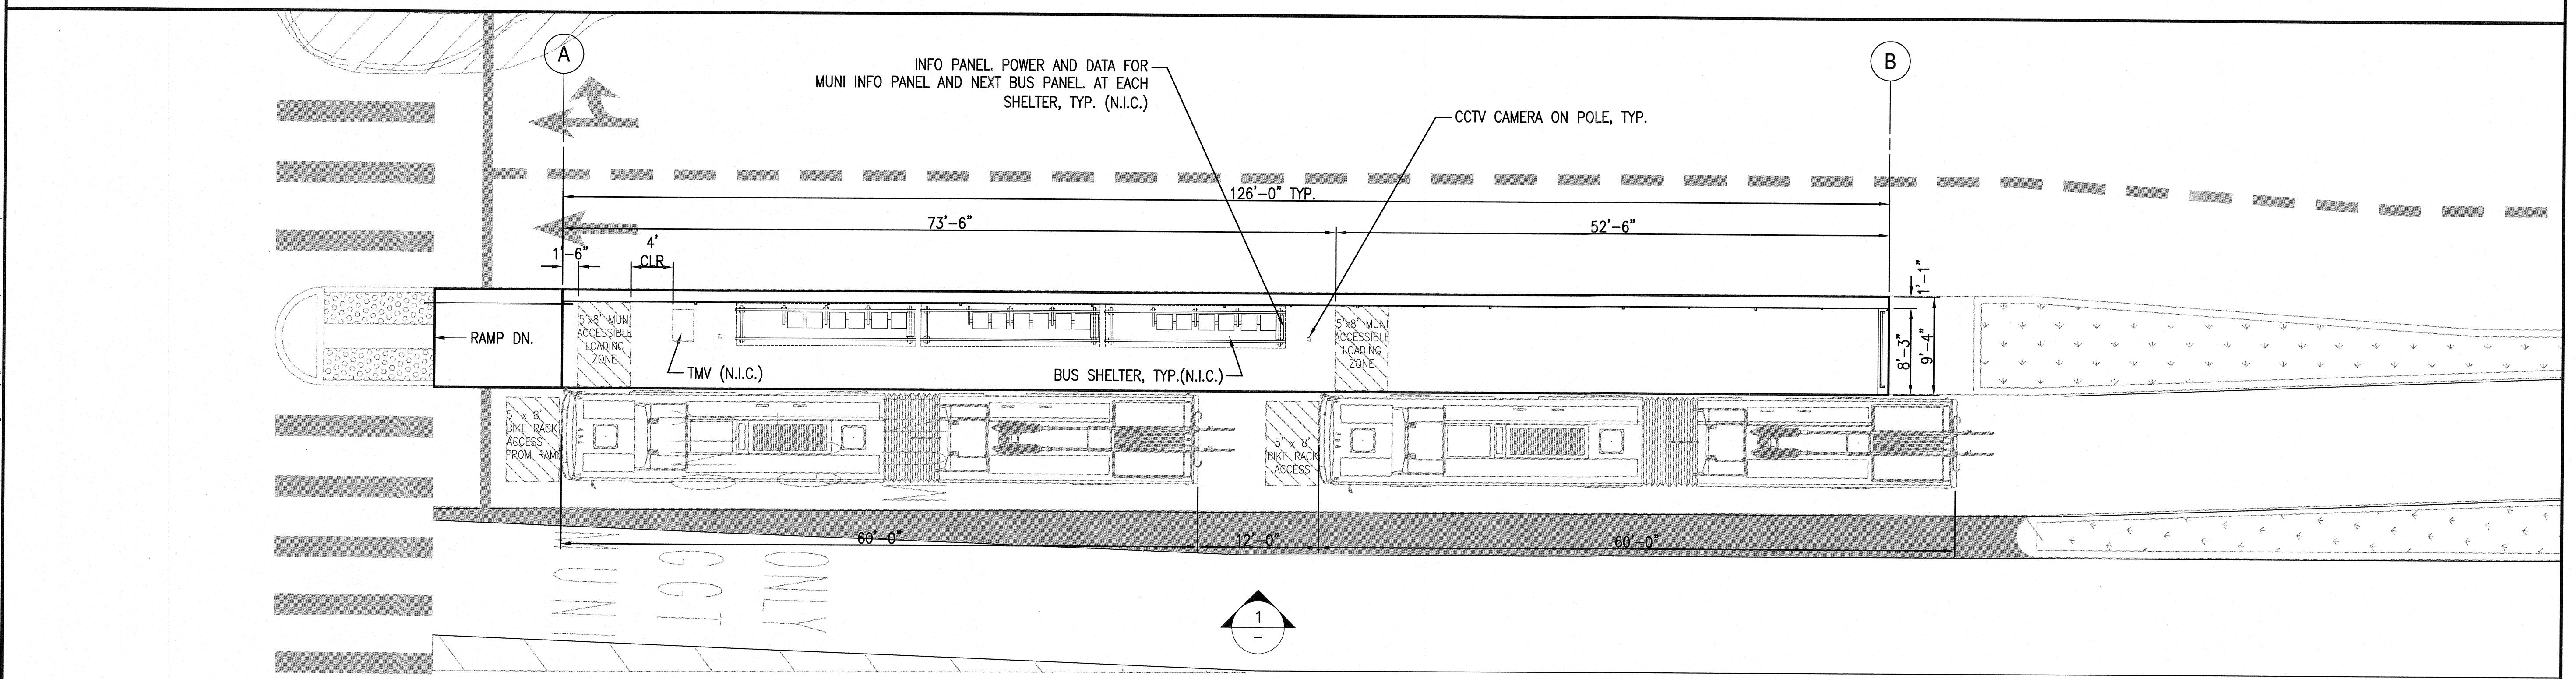 A
B
INFO PANEL. POWER AND DATA FOR
MUNI INFO PANEL AND NEXT BUS PANEL. AT EACH
SHELTER, TYP. (N.I.C.)
CCTV CAMERA ON POLE, TYP.
126'-0" TYP.
73'-6"
52'-6"
1'-6"
4'
CLR
1'-1"
8'-3"
9'-4"
RAMP DN.
5'x8' MUNI
ACCESSIBLE
LOADING
ZONE
TMV (N.I.C.)
BUS SHELTER, TYP.(N.I.C.)
5'x8' MUNI
ACCESSIBLE
LOADING
ZONE
5' x 8'
BIKE RACK
ACCESS
FROM RAMP
5' x 8'
BIKE RACK
ACCESS
60'-0"
12'-0"
60'-0"
MUNI
GGT
ONLY
1
–